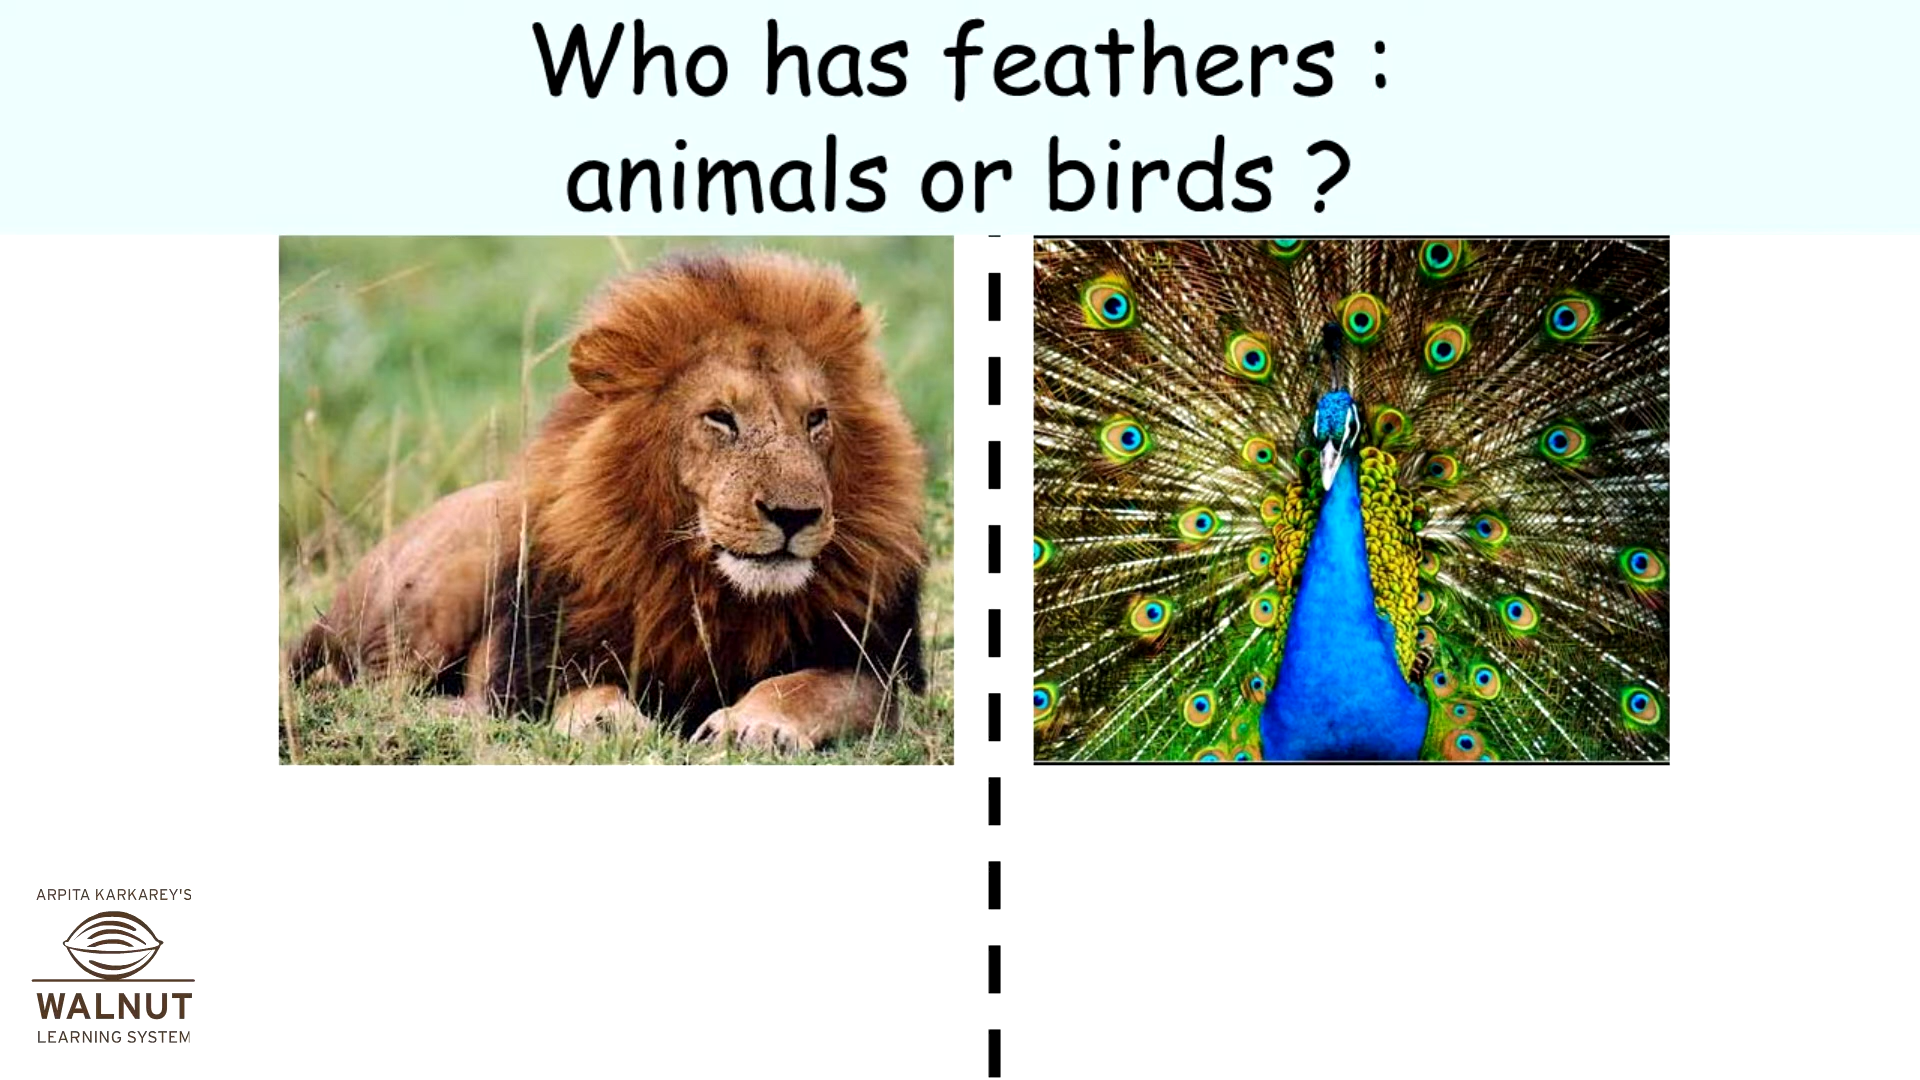 Who has feathers :
animals or birds ?
ARPITA KARKAREY'S
WALNUT
LEARNING SYSTEM